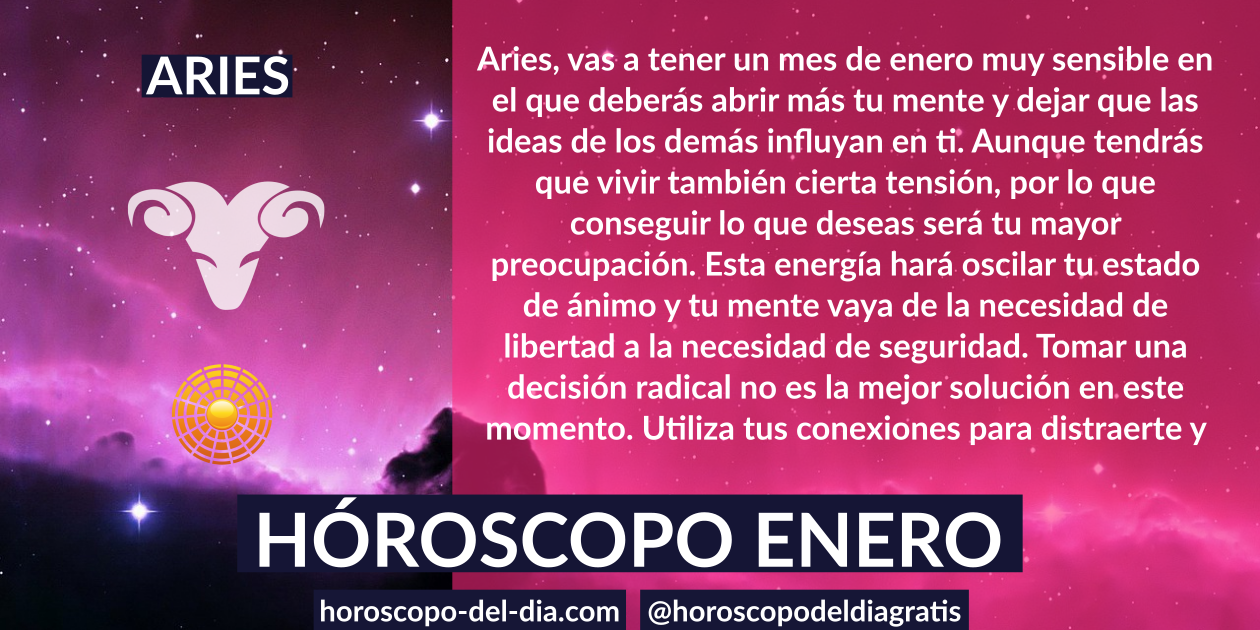 ARIES
Aries, vas a tener un mes de enero muy sensible en
el que deberás abrir más tu mente y dejar que las
ideas de los demás influyan en ti. Aunque tendrás
que vivir también cierta tensión, por lo que
conseguir lo que deseas será tu mayor
preocupación. Esta energía hará oscilar tu estado
de ánimo y tu mente vaya de la necesidad de
libertad a la necesidad de seguridad. Tomar una
decisión radical no es la mejor solución en este
momento. Utiliza tus conexiones para distraerte y
HÓROSCOPO ENERO
horoscopo-del-dia.com
@horoscopodeldiagratis